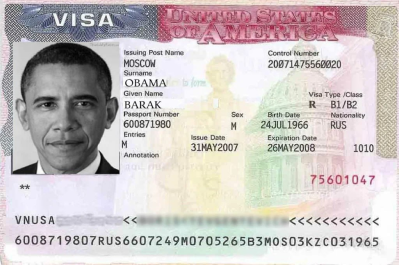 VISA UNITED STATES
OF AMERICA
Issuing Post Name Control Number
MOSCOW 20071475560020
Surname
OBAMA
Given Name Visa Type /Class
BARAK R B1/B2
Passport Number Sex Birth Date Nationality
600871980 M 24JUL1966 RUS
Entries Issue Date Expiration Date
M 31MAY2007 26MAY2008 1010
Annotation
75601047
**
VNUSA <<<<<<<<<<<<
6008719807RUS6607249M0705265B3MOS03KZC031965